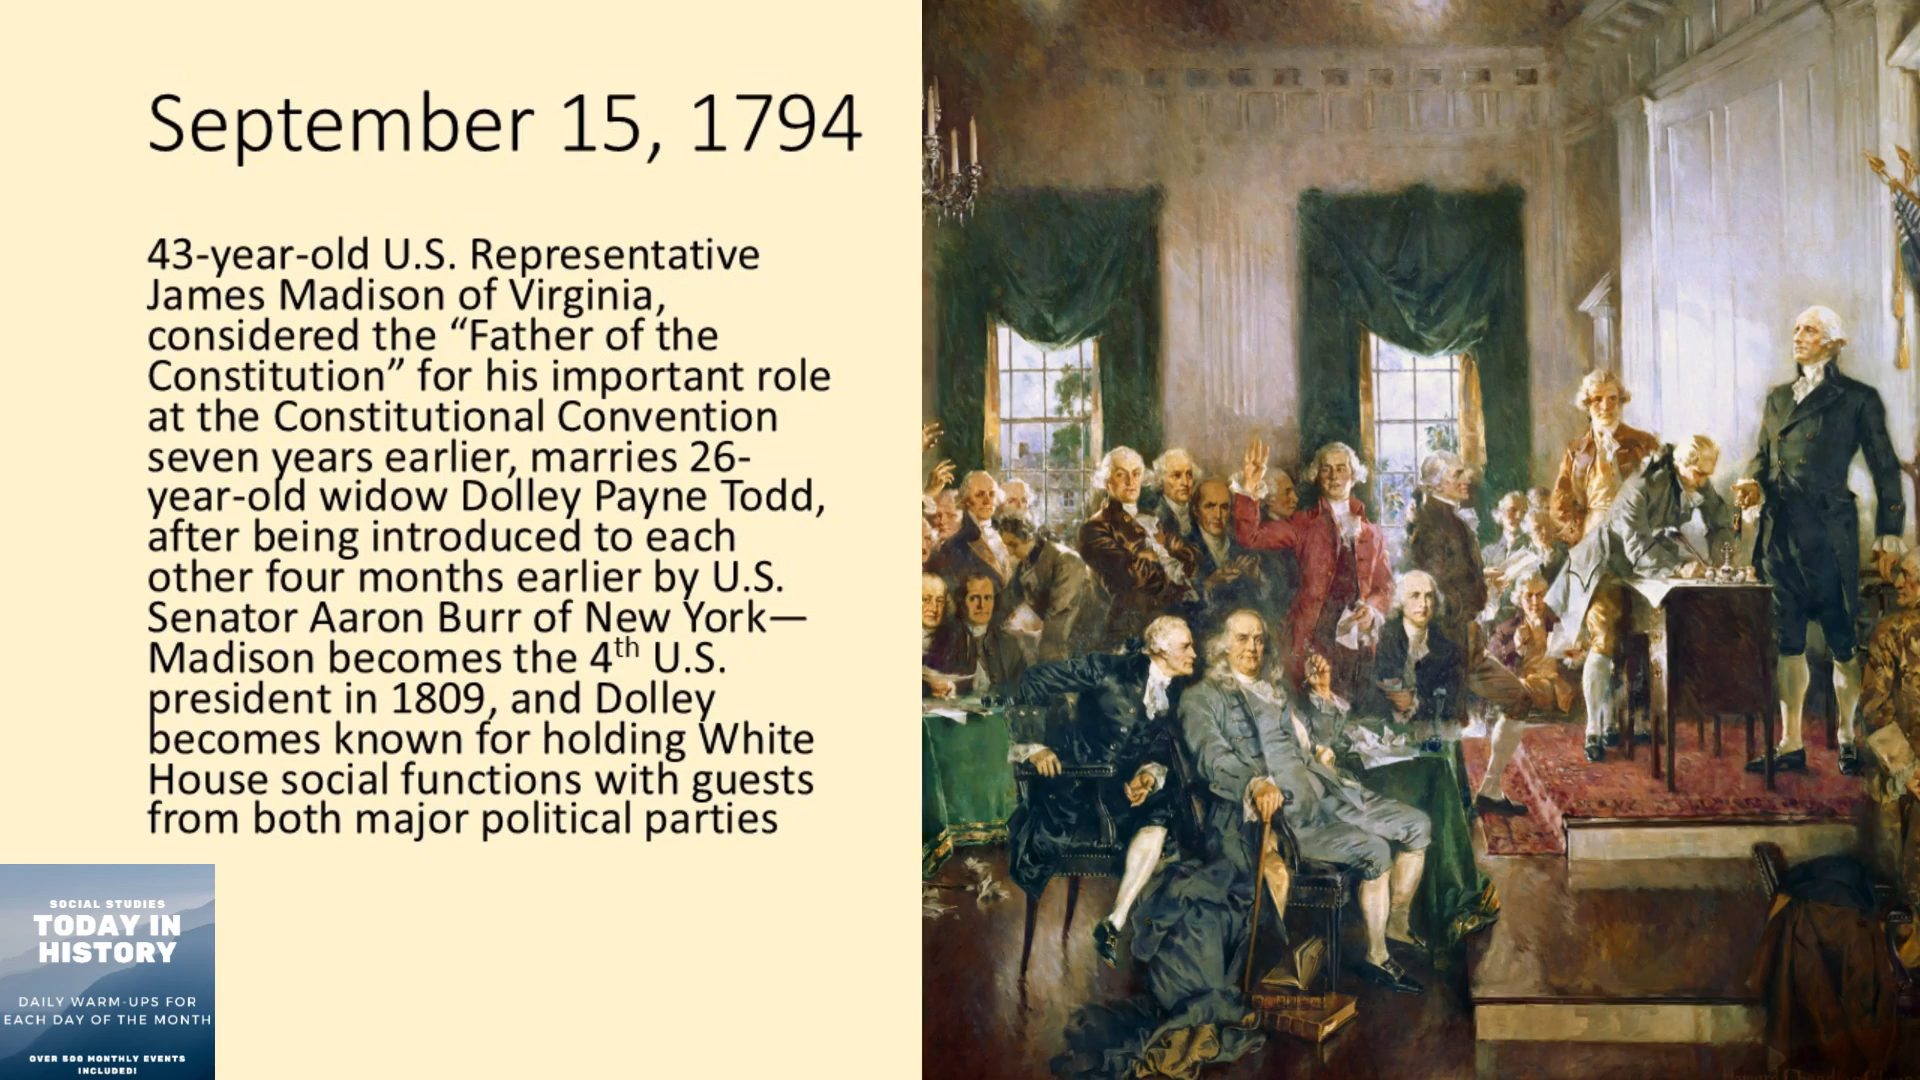 September 15, 1794
43-year-old U.S. Representative
James Madison of Virginia,
considered the “Father of the
Constitution” for his important role
at the Constitutional Convention
seven years earlier, marries 26-
year-old widow Dolley Payne Todd,
after being introduced to each
other four months earlier by U.S.
Senator Aaron Burr of New York—
Madison becomes the 4th U.S.
president in 1809, and Dolley
becomes known for holding White
House social functions with guests
from both major political parties
SOCIAL STUDIES
TODAY IN
HISTORY
DAILY WARM-UPS FOR
EACH DAY OF THE MONTH
OVER 500 MONTHLY EVENTS
INCLUDED!